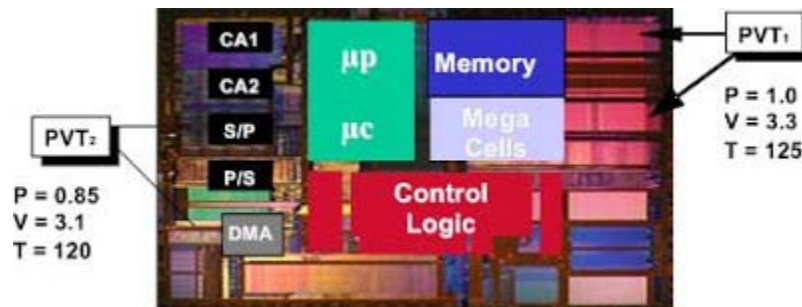 CA1
CA2
S/P
P/S
DMA
μp
μc
Memory
Mega
Cells
Control
Logic
PVT₁
P = 1.0
V = 3.3
T = 125
PVT₂
P = 0.85
V = 3.1
T = 120